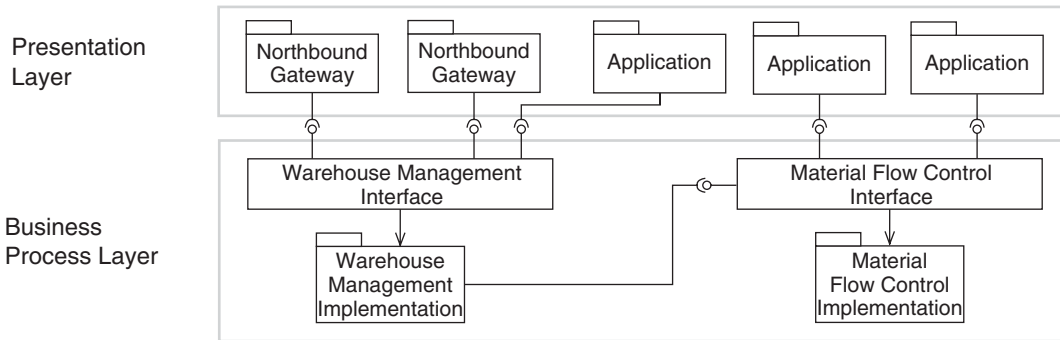 Presentation
Layer
Northbound
Gateway
Northbound
Gateway
Application
Application
Application
Business
Process Layer
Warehouse Management
Interface
Material Flow Control
Interface
Warehouse
Management
Implementation
Material
Flow Control
Implementation